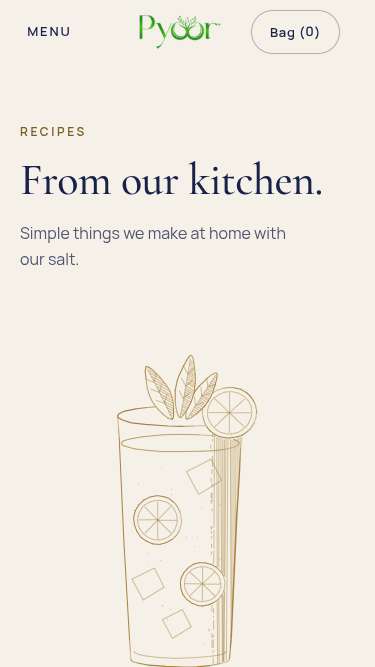 MENU
Pyoor
Bag (0)
RECIPES
From our kitchen.
Simple things we make at home with
our salt.